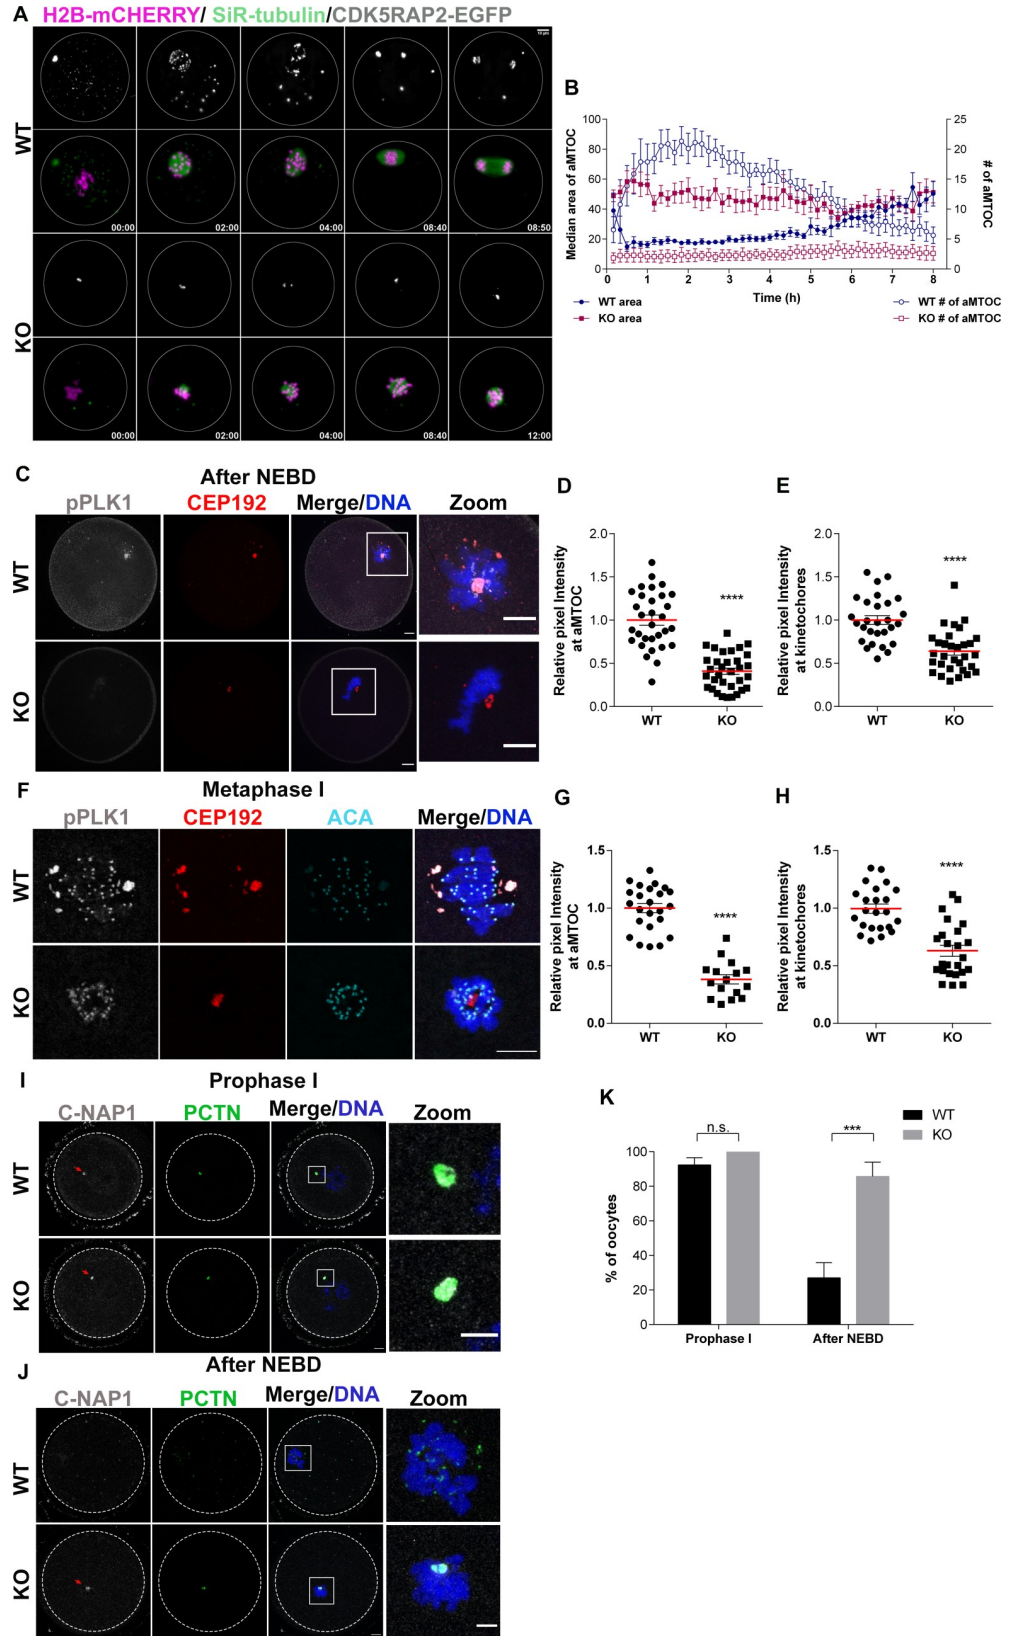 A
H2B-mCHERRY/ SiR-tubulin/CDK5RAP2-EGFP
10 µm
WT
00:00
02:00
04:00
08:40
08:50
KO
00:00
02:00
04:00
08:40
12:00
B
Median area of aMTOC
100
80
60
40
20
0
25
20
15
10
5
0
# of aMTOC
0 1 2 3 4 5 6 7 8
Time (h)
WT area
KO area
WT # of aMTOC
KO # of aMTOC
C
After NEBD
pPLK1 CEP192 Merge/DNA Zoom
WT
KO
D
Relative pixel Intensity
at aMTOC
2.0
1.5
1.0
0.5
0.0
****
WT KO
E
Relative pixel Intensity
at kinetochores
2.0
1.5
1.0
0.5
0.0
****
WT KO
F
Metaphase I
pPLK1 CEP192 ACA Merge/DNA
WT
KO
G
Relative pixel Intensity
at aMTOC
1.5
1.0
0.5
0.0
****
WT KO
H
Relative pixel Intensity
at kinetochores
1.5
1.0
0.5
0.0
****
WT KO
I
Prophase I
C-NAP1 PCTN Merge/DNA Zoom
WT
KO
J
After NEBD
C-NAP1 PCTN Merge/DNA Zoom
WT
KO
K
WT
KO
% of oocytes
100
80
60
40
20
0
n.s.
***
Prophase I After NEBD